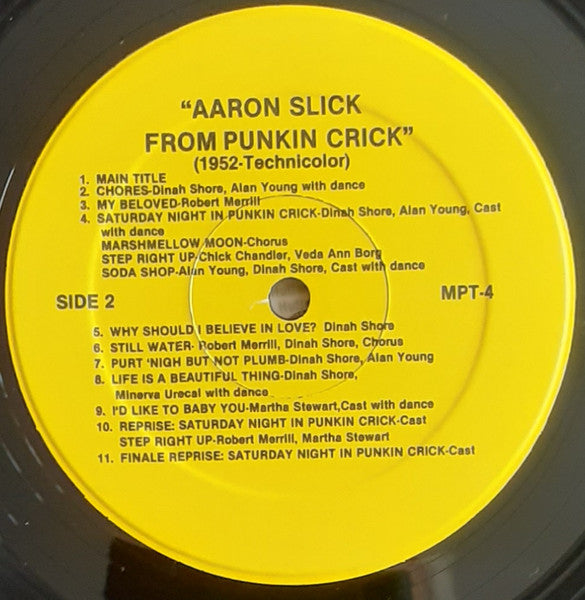 "AARON SLICK
FROM PUNKIN CRICK"
(1952-Technicolor)
1. MAIN TITLE
2. CHORES-Dinah Shore, Alan Young with dance
3. MY BELOVED-Robert Merrill
4. SATURDAY NIGHT IN PUNKIN CRICK-Dinah Shore, Alan Young, Cast
with dance
MARSHMELLOW MOON-Chorus
STEP RIGHT UP-Chick Chandler, Veda Ann Borg
SODA SHOP-Alan Young, Dinah Shore, Cast with dance
SIDE 2
MPT-4
5. WHY SHOULD I BELIEVE IN LOVE? Dinah Shore
6. STILL WATER- Robert Merrill, Dinah Shore, Chorus
7. PURT 'NIGH BUT NOT PLUMB-Dinah Shore, Alan Young
8. LIFE IS A BEAUTIFUL THING-Dinah Shore,
Minerva Urecal with dance
9. I'D LIKE TO BABY YOU-Martha Stewart,Cast with dance
10. REPRISE: SATURDAY NIGHT IN PUNKIN CRICK-Cast
STEP RIGHT UP-Robert Merrill, Martha Stewart
11. FINALE REPRISE: SATURDAY NIGHT IN PUNKIN CRICK-Cast